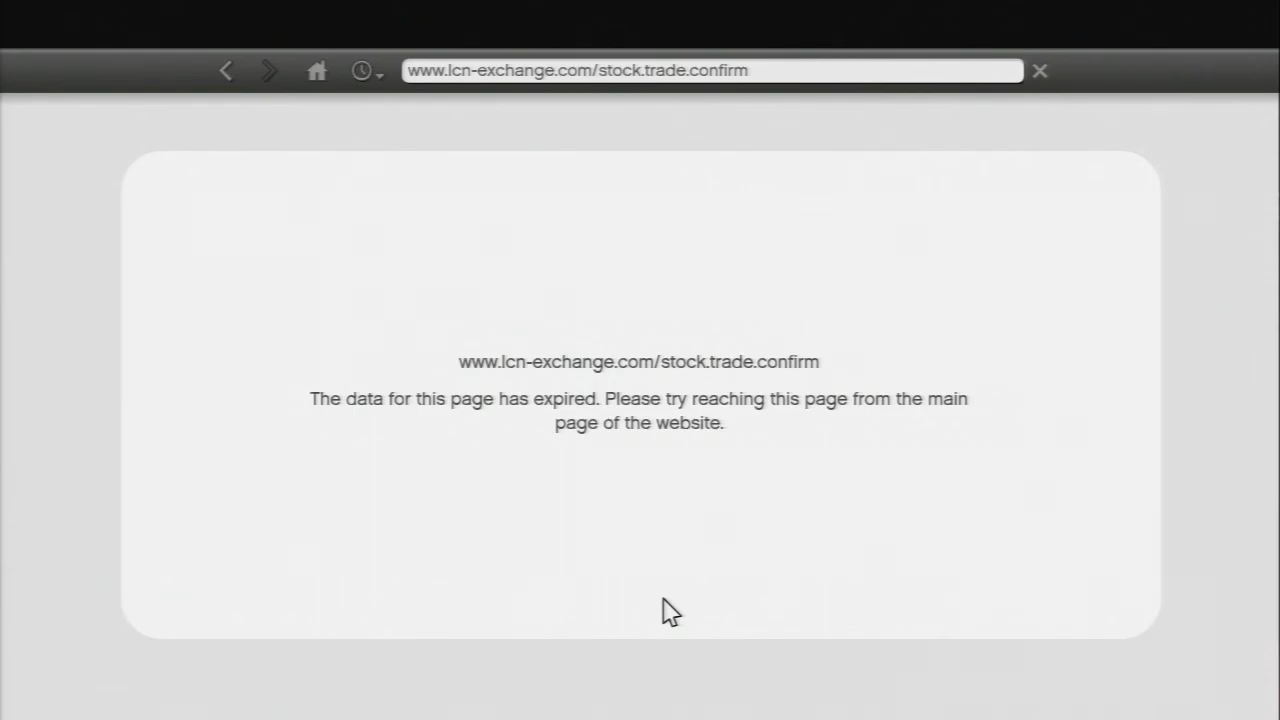 www.lcn-exchange.com/stock.trade.confirm
www.lcn-exchange.com/stock.trade.confirm
The data for this page has expired. Please try reaching this page from the main
page of the website.